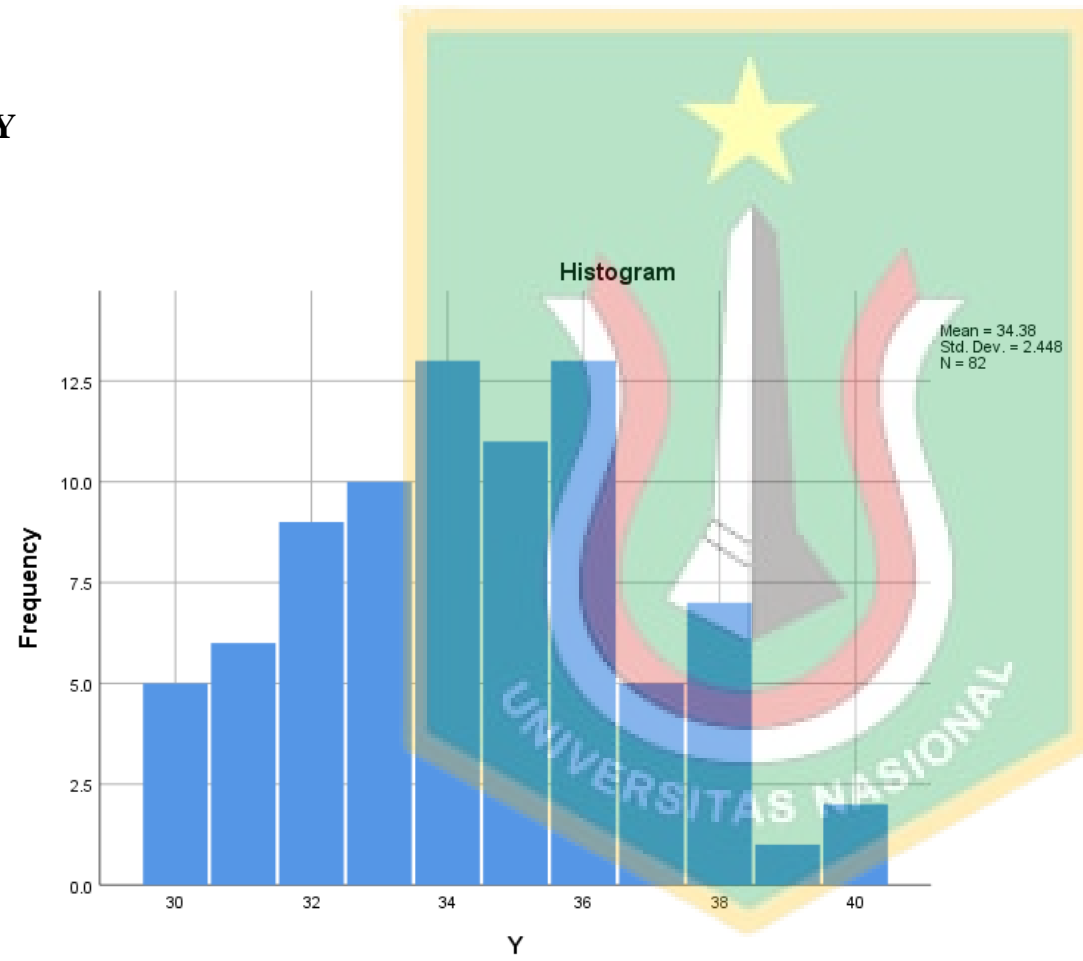 Y
Histogram
Mean = 34.38
Std. Dev. = 2.448
N = 82
12.5
10.0
7.5
5.0
2.5
0.0
Frequency
30 32 34 36 38 40
Y
UNIVERSITAS NASIONAL